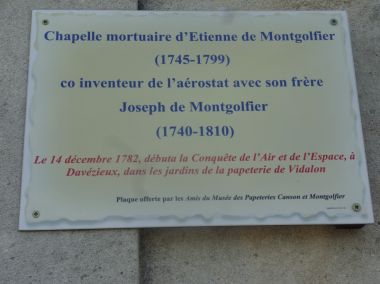 Chapelle mortuaire d'Etienne de Montgolfier
(1745-1799)
co inventeur de l'aérostat avec son frère
Joseph de Montgolfier
(1740-1810)
Le 14 décembre 1782, débuta la Conquête de l'Air et de l'Espace, à
Davézieux, dans les jardins de la papeterie de Vidalon
Plaque offerte par les Amis du Musée des Papeteries Canson et Montgolfier